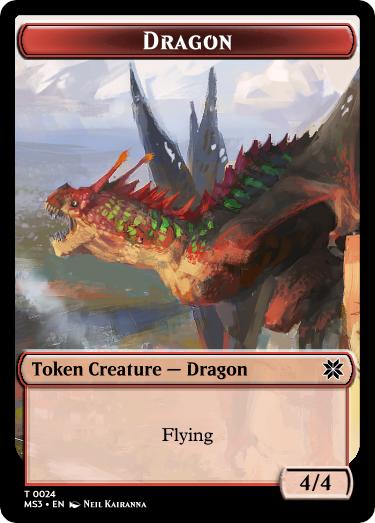 Dragon
Token Creature — Dragon
Flying
4/4
T 0024
MS3 • EN Neil Kairanna